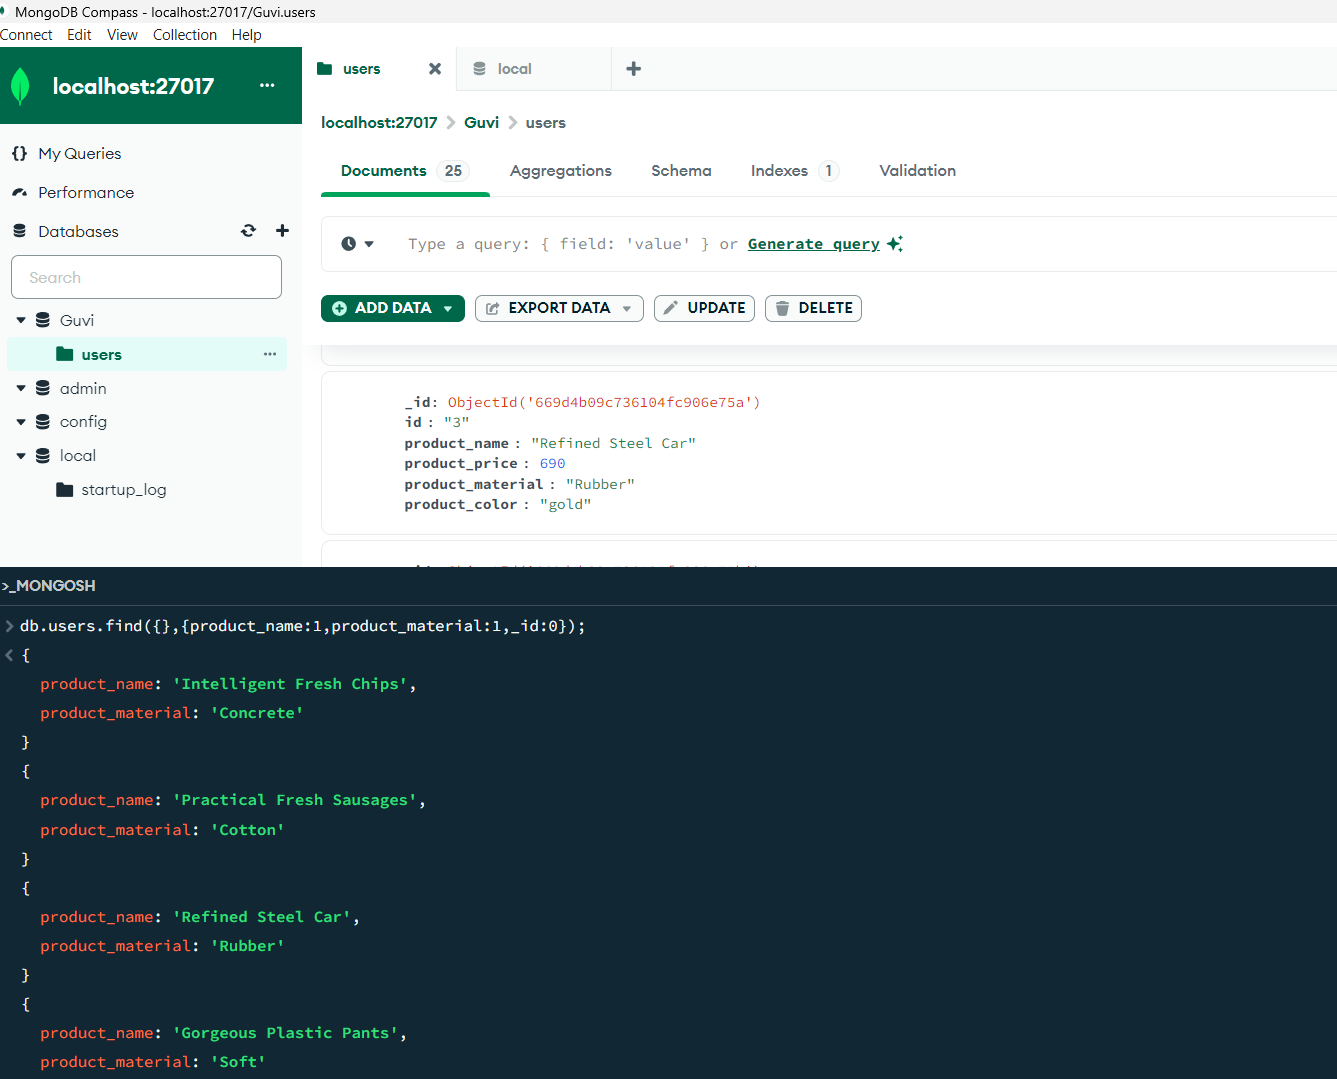 MongoDB Compass - localhost:27017/Guvi.users
Connect Edit View Collection Help
localhost:27017 ...
users
local
localhost:27017 > Guvi > users
{} My Queries
Performance
Databases
Search
Guvi
users ...
admin
config
local
startup_log
Documents 25 Aggregations Schema Indexes 1 Validation
Type a query: { field: 'value' } or Generate query
ADD DATA EXPORT DATA UPDATE DELETE
_id: ObjectId('669d4b09c736104fc906e75a')
id : "3"
product_name : "Refined Steel Car"
product_price : 690
product_material : "Rubber"
product_color : "gold"
>_MONGOSH
> db.users.find({},{product_name:1,product_material:1,_id:0});
< {
product_name: 'Intelligent Fresh Chips',
product_material: 'Concrete'
}
{
product_name: 'Practical Fresh Sausages',
product_material: 'Cotton'
}
{
product_name: 'Refined Steel Car',
product_material: 'Rubber'
}
{
product_name: 'Gorgeous Plastic Pants',
product_material: 'Soft'